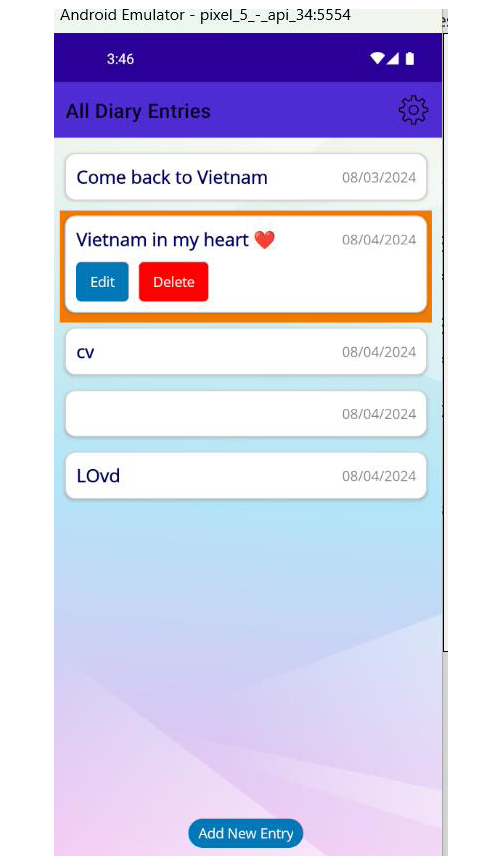 Android Emulator - pixel_5_-_api_34:5554
3:46
All Diary Entries
Come back to Vietnam 08/03/2024
Vietnam in my heart ❤️ 08/04/2024
Edit Delete
cv 08/04/2024
08/04/2024
LOvd 08/04/2024
Add New Entry